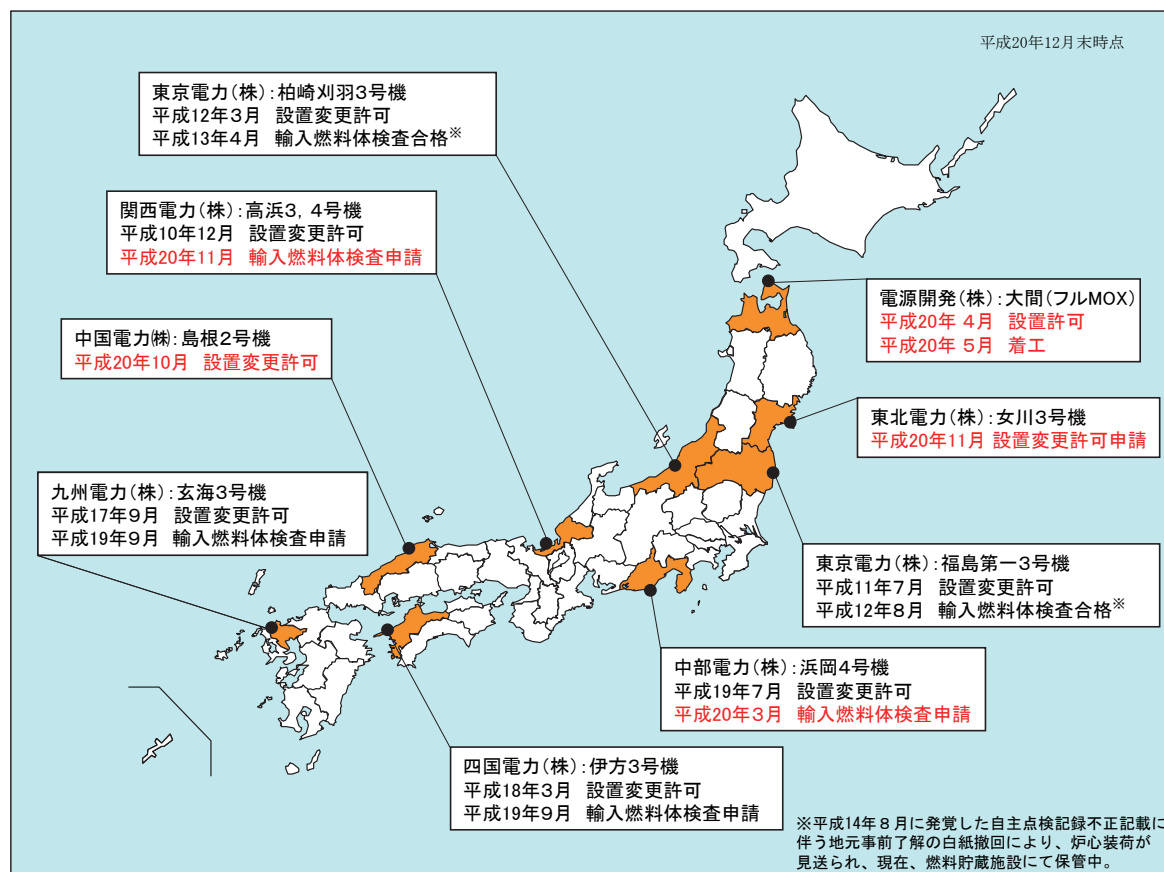 平成20年12月末時点
東京電力(株):柏崎刈羽3号機
平成12年3月 設置変更許可
平成13年4月 輸入燃料体検査合格※
関西電力(株):高浜3,4号機
平成10年12月 設置変更許可
平成20年11月 輸入燃料体検査申請
中国電力㈱:島根2号機
平成20年10月 設置変更許可
九州電力(株):玄海3号機
平成17年9月 設置変更許可
平成19年9月 輸入燃料体検査申請
電源開発(株):大間(フルMOX)
平成20年 4月 設置許可
平成20年 5月 着工
東北電力(株):女川3号機
平成20年11月 設置変更許可申請
東京電力(株):福島第一3号機
平成11年7月 設置変更許可
平成12年8月 輸入燃料体検査合格※
中部電力(株):浜岡4号機
平成19年7月 設置変更許可
平成20年3月 輸入燃料体検査申請
四国電力(株):伊方3号機
平成18年3月 設置変更許可
平成19年9月 輸入燃料体検査申請
※平成14年8月に発覚した自主点検記録不正記載に
伴う地元事前了解の白紙撤回により、炉心装荷が
見送られ、現在、燃料貯蔵施設にて保管中。